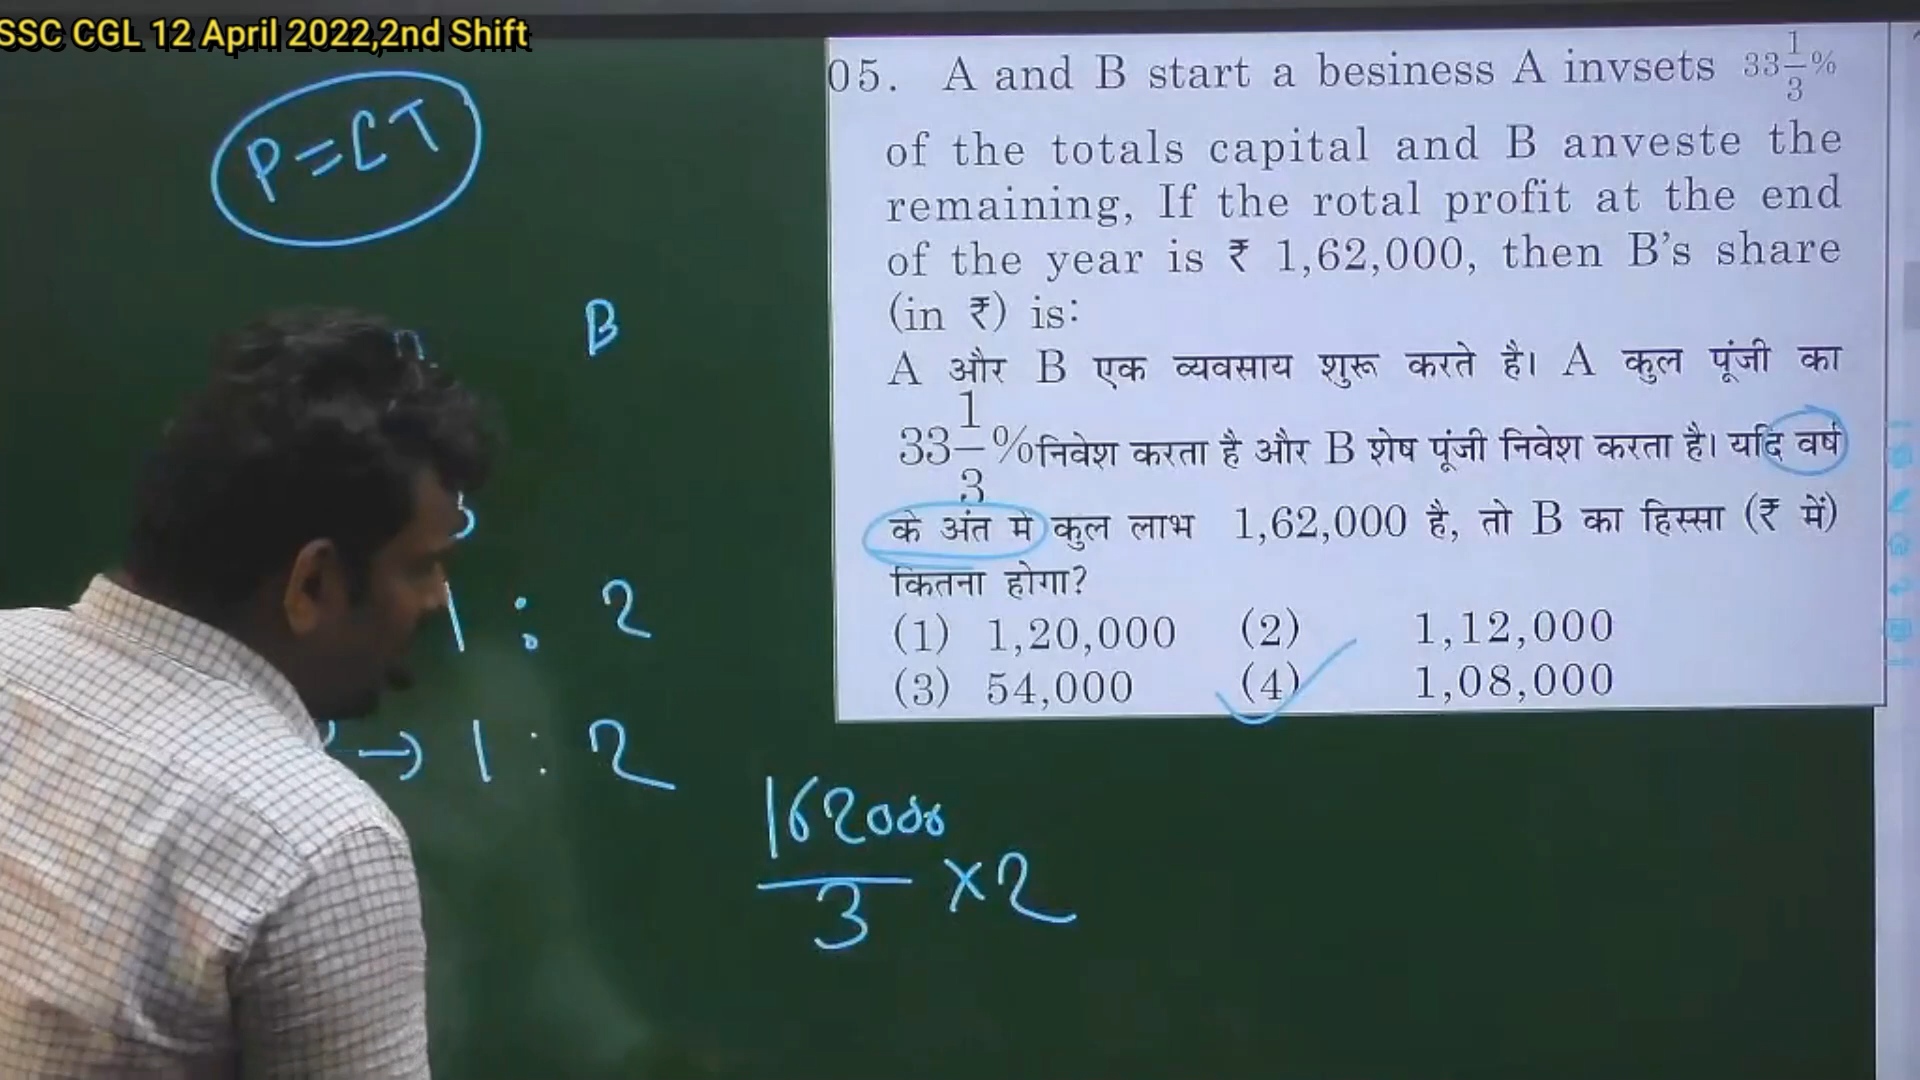 SSC CGL 12 April 2022,2nd Shift
P=CT
B
1 : 2
→ 1 : 2
162000
3
×2
05. A and B start a besiness A invsets 33 1/3 %
of the totals capital and B anveste the
remaining, If the rotal profit at the end
of the year is ₹ 1,62,000, then B’s share
(in ₹) is:
A और B एक व्यवसाय शुरू करते है। A कुल पूंजी का
33 1/3 %निवेश करता है और B शेष पूंजी निवेश करता है। यदि वर्ष
के अंत मे कुल लाभ 1,62,000 है, तो B का हिस्सा (₹ में)
कितना होगा?
(1) 1,20,000 (2) 1,12,000
(3) 54,000 (4) 1,08,000